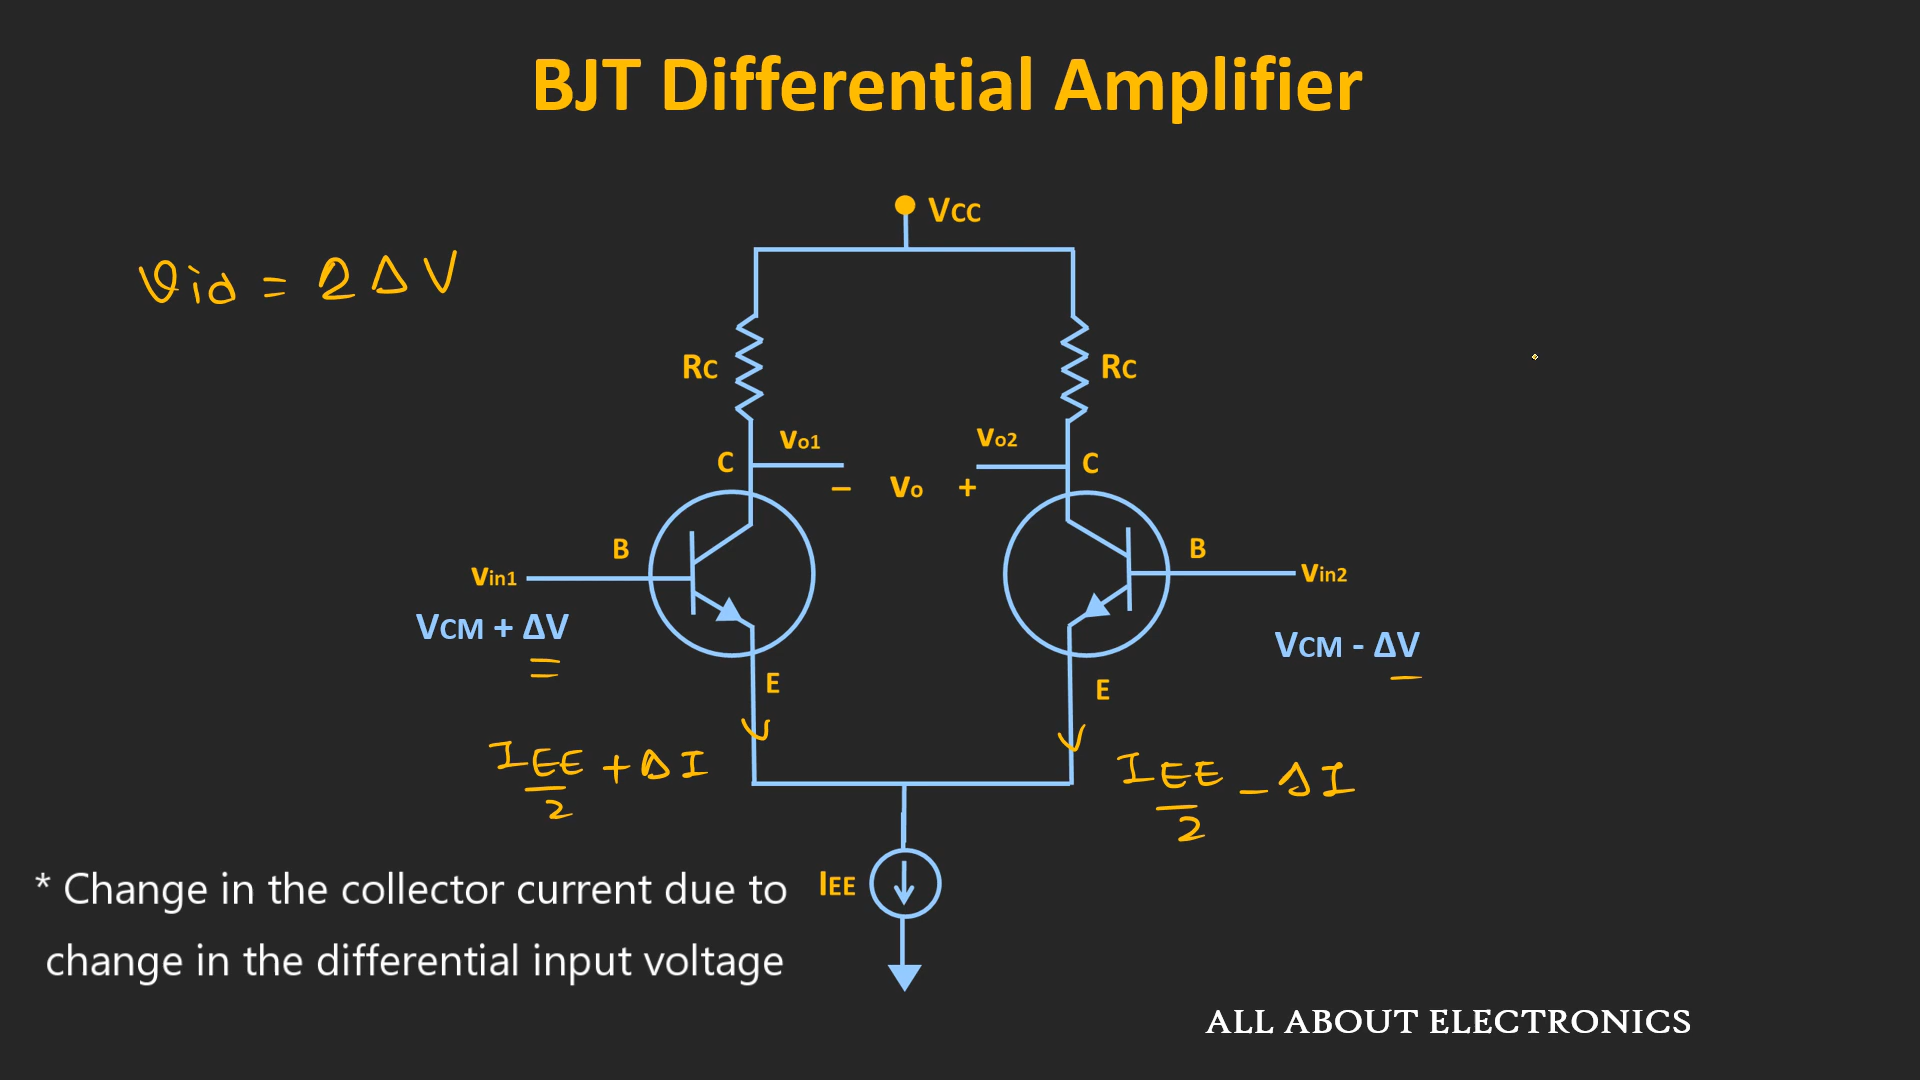 BJT Differential Amplifier
VCC
vid = 2ΔV
RC
RC
vo1
vo2
C
C
− vo +
B
B
vin1
vin2
VCM + ΔV
VCM - ΔV
E
E
IEE/2 + ΔI
IEE/2 − ΔI
* Change in the collector current due to
change in the differential input voltage
IEE
ALL ABOUT ELECTRONICS